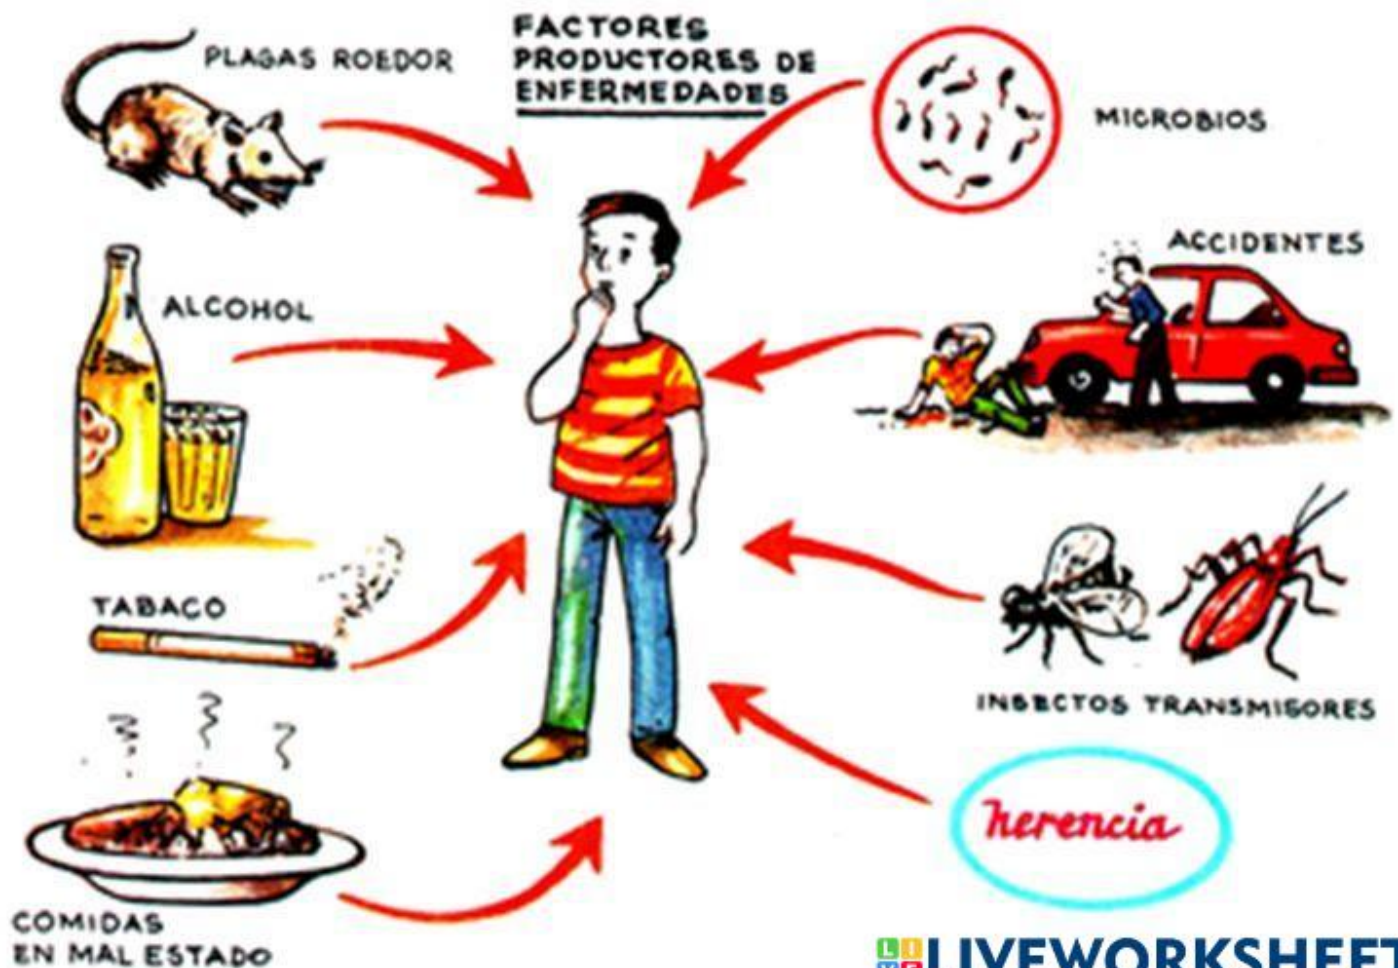 FACTORES
PRODUCTORES DE
ENFERMEDADES
PLAGAS ROEDOR
MICROBIOS
ACCIDENTES
ALCOHOL
TABACO
INSECTOS TRANSMISORES
herencia
COMIDAS
EN MAL ESTADO
LIVEWORKSHEET